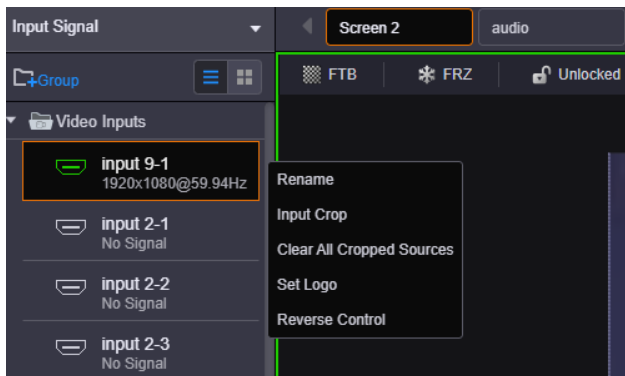 Input Signal
Screen 2
audio
+Group
FTB
FRZ
Unlocked
Video Inputs
input 9-1
1920x1080@59.94Hz
input 2-1
No Signal
input 2-2
No Signal
input 2-3
No Signal
Rename
Input Crop
Clear All Cropped Sources
Set Logo
Reverse Control